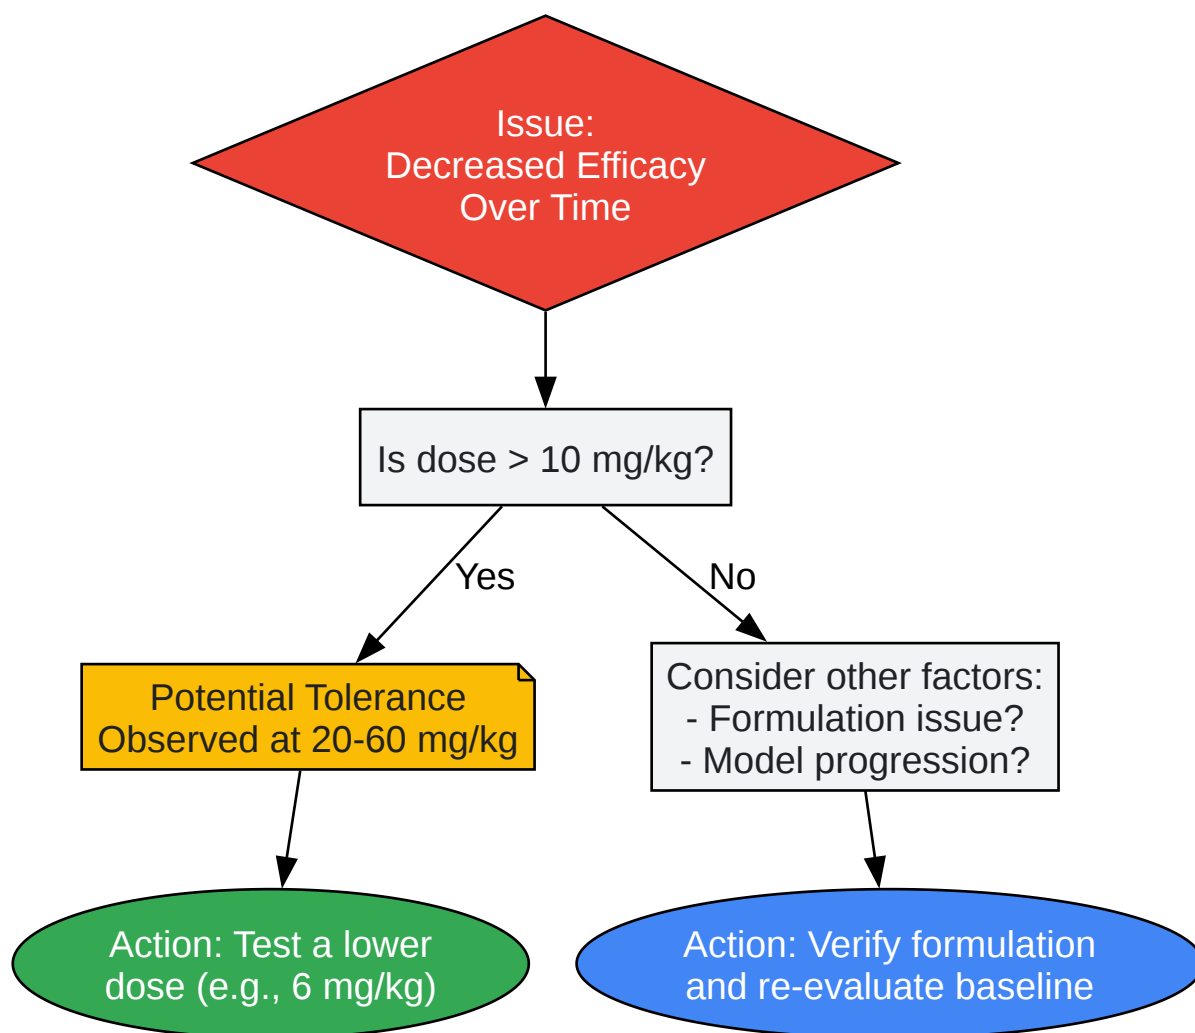 Issue:
Decreased Efficacy
Over Time
Is dose > 10 mg/kg?
Yes
No
Potential Tolerance
Observed at 20-60 mg/kg
Consider other factors:
- Formulation issue?
- Model progression?
Action: Test a lower
dose (e.g., 6 mg/kg)
Action: Verify formulation
and re-evaluate baseline